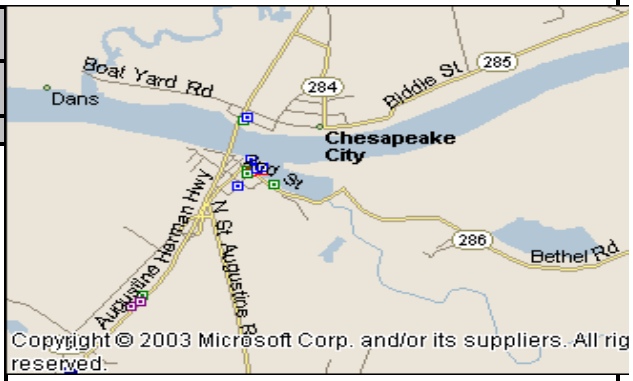 Boat Yard Rd
284
285
Biddle St
Dans
Chesapeake
City
St
Augustine Herman Hwy
N St Augustine R
286
Bethel Rd
Copyright © 2003 Microsoft Corp. and/or its suppliers. All rig
reserved.